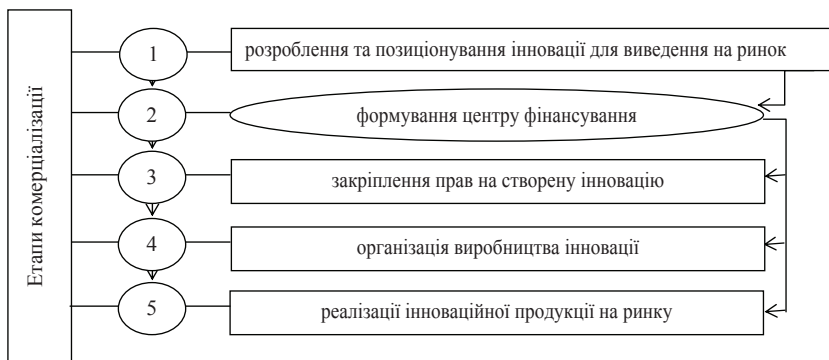 Етапи комерціалізації
1
розроблення та позиціонування інновації для виведення на ринок
2
формування центру фінансування
3
закріплення прав на створену інновацію
4
організація виробництва інновації
5
реалізації інноваційної продукції на ринку